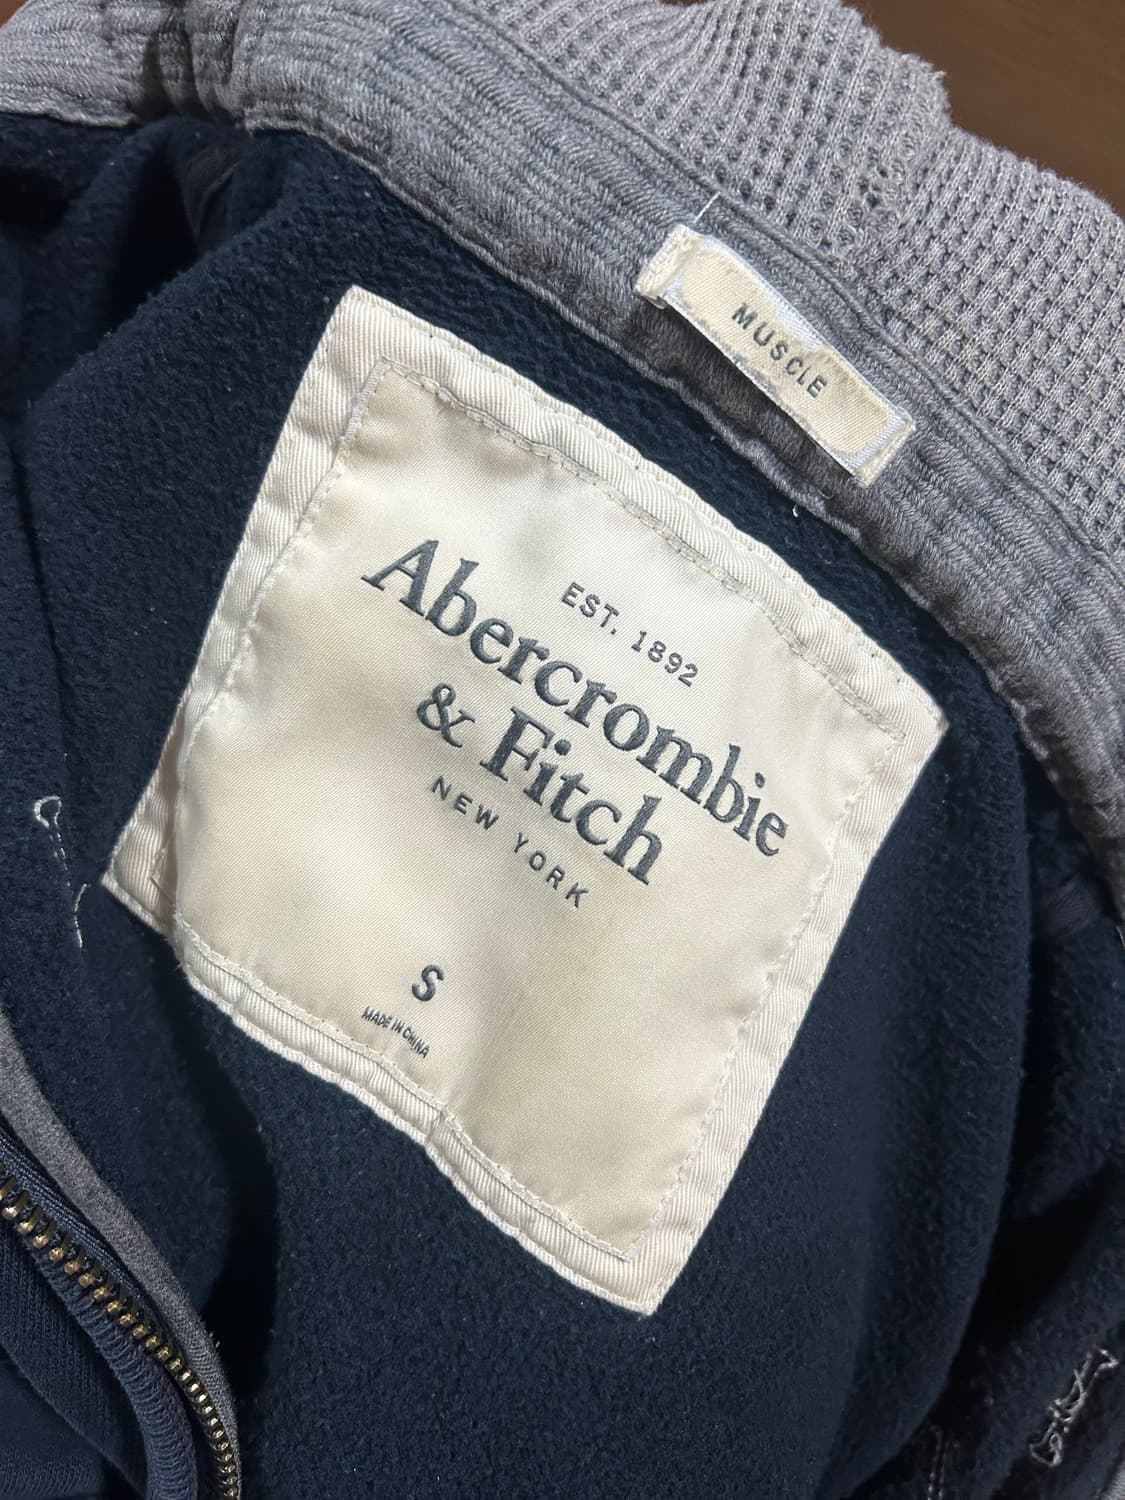 MUSCLE
EST. 1892
Abercrombie
& Fitch
NEW YORK
S
MADE IN CHINA